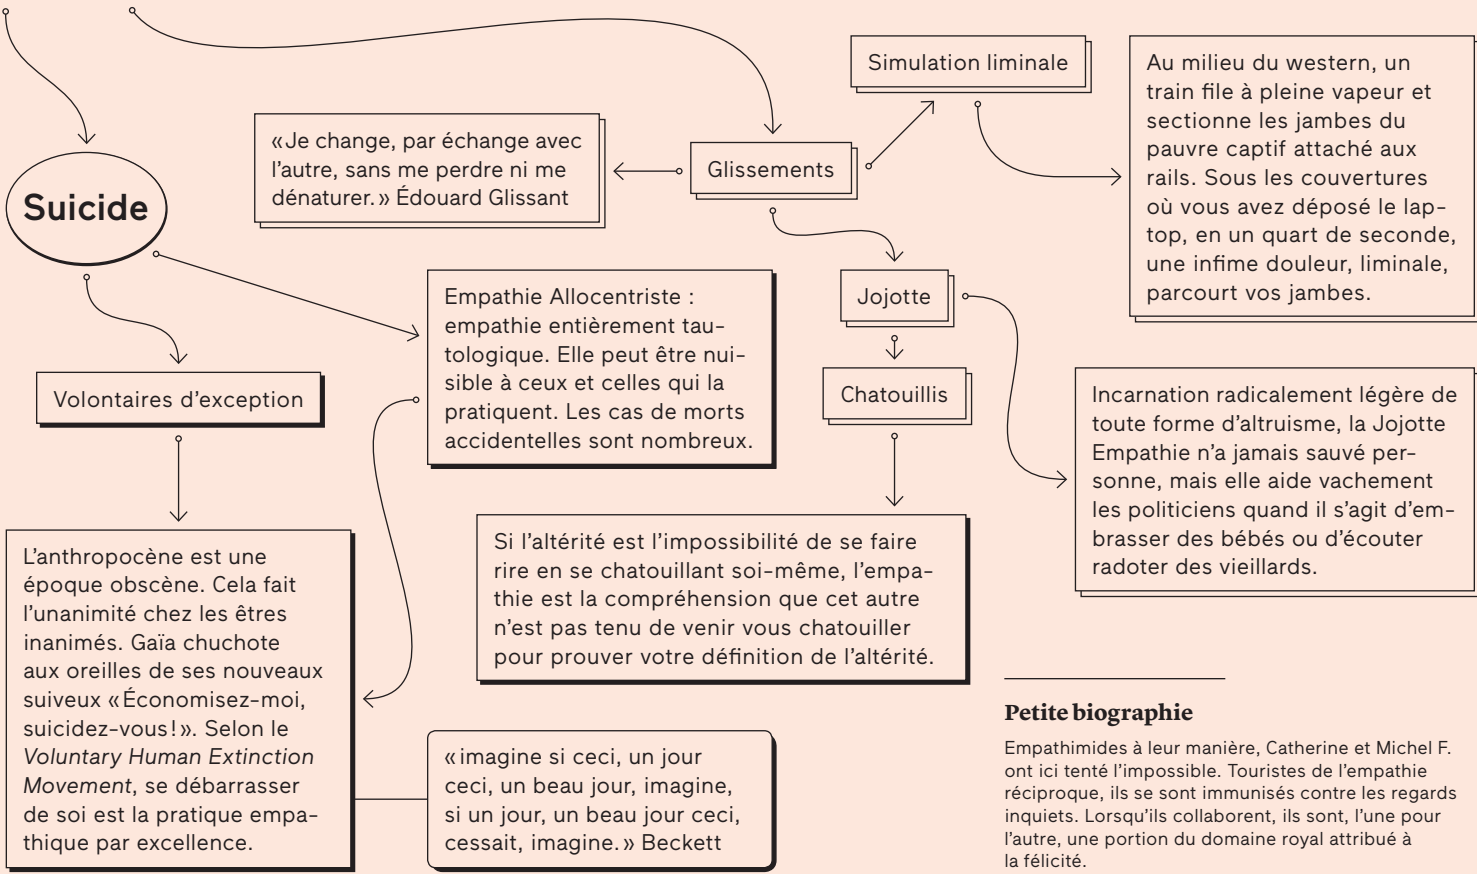 Suicide
Volontaires d’exception
L’anthropocène est une
époque obscène. Cela fait
l’unanimité chez les êtres
inanimés. Gaïa chuchote
aux oreilles de ses nouveaux
suiveux «Économisez-moi,
suicidez-vous!». Selon le
Voluntary Human Extinction
Movement, se débarrasser
de soi est la pratique empa-
thique par excellence.
«Je change, par échange avec
l’autre, sans me perdre ni me
dénaturer.» Édouard Glissant
Empathie Allocentriste :
empathie entièrement tau-
tologique. Elle peut être nui-
sible à ceux et celles qui la
pratiquent. Les cas de morts
accidentelles sont nombreux.
«imagine si ceci, un jour
ceci, un beau jour, imagine,
si un jour, un beau jour ceci,
cessait, imagine.» Beckett
Glissements
Simulation liminale
Au milieu du western, un
train file à pleine vapeur et
sectionne les jambes du
pauvre captif attaché aux
rails. Sous les couvertures
où vous avez déposé le lap-
top, en un quart de seconde,
une infime douleur, liminale,
parcourt vos jambes.
Jojotte
Chatouillis
Incarnation radicalement légère de
toute forme d’altruisme, la Jojotte
Empathie n’a jamais sauvé per-
sonne, mais elle aide vachement
les politiciens quand il s’agit d’em-
brasser des bébés ou d’écouter
radoter des vieillards.
Si l’altérité est l’impossibilité de se faire
rire en se chatouillant soi-même, l’empa-
thie est la compréhension que cet autre
n’est pas tenu de venir vous chatouiller
pour prouver votre définition de l’altérité.
Petite biographie
Empathimides à leur manière, Catherine et Michel F.
ont ici tenté l’impossible. Touristes de l’empathie
réciproque, ils se sont immunisés contre les regards
inquiets. Lorsqu’ils collaborent, ils sont, l’une pour
l’autre, une portion du domaine royal attribué à
la félicité.